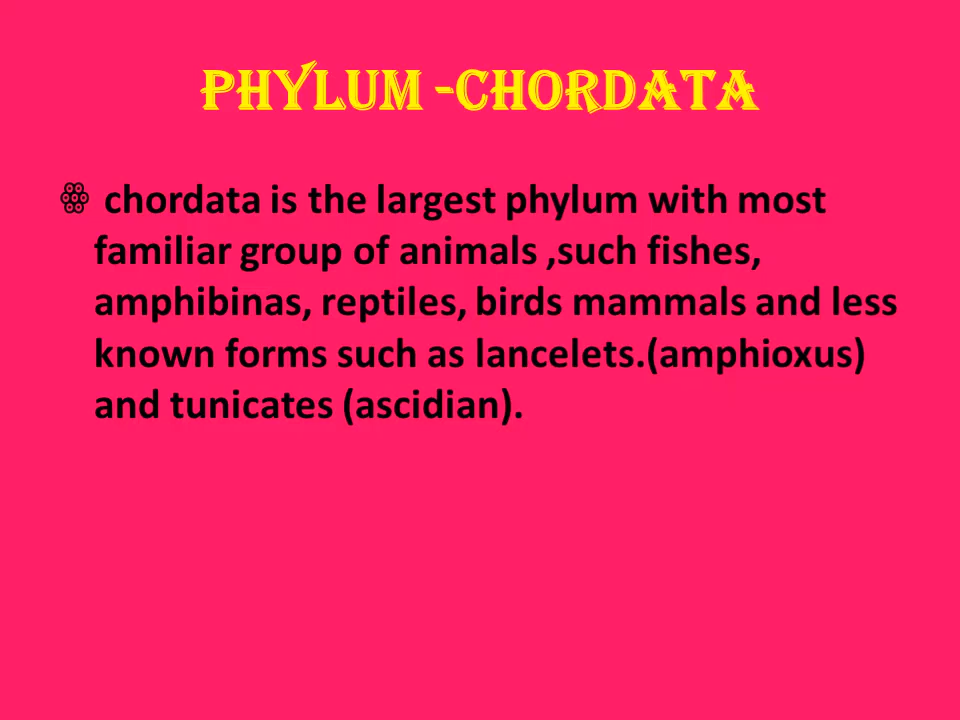 PHYLUM -CHORDATA
chordata is the largest phylum with most
familiar group of animals ,such fishes,
amphibinas, reptiles, birds mammals and less
known forms such as lancelets.(amphioxus)
and tunicates (ascidian).